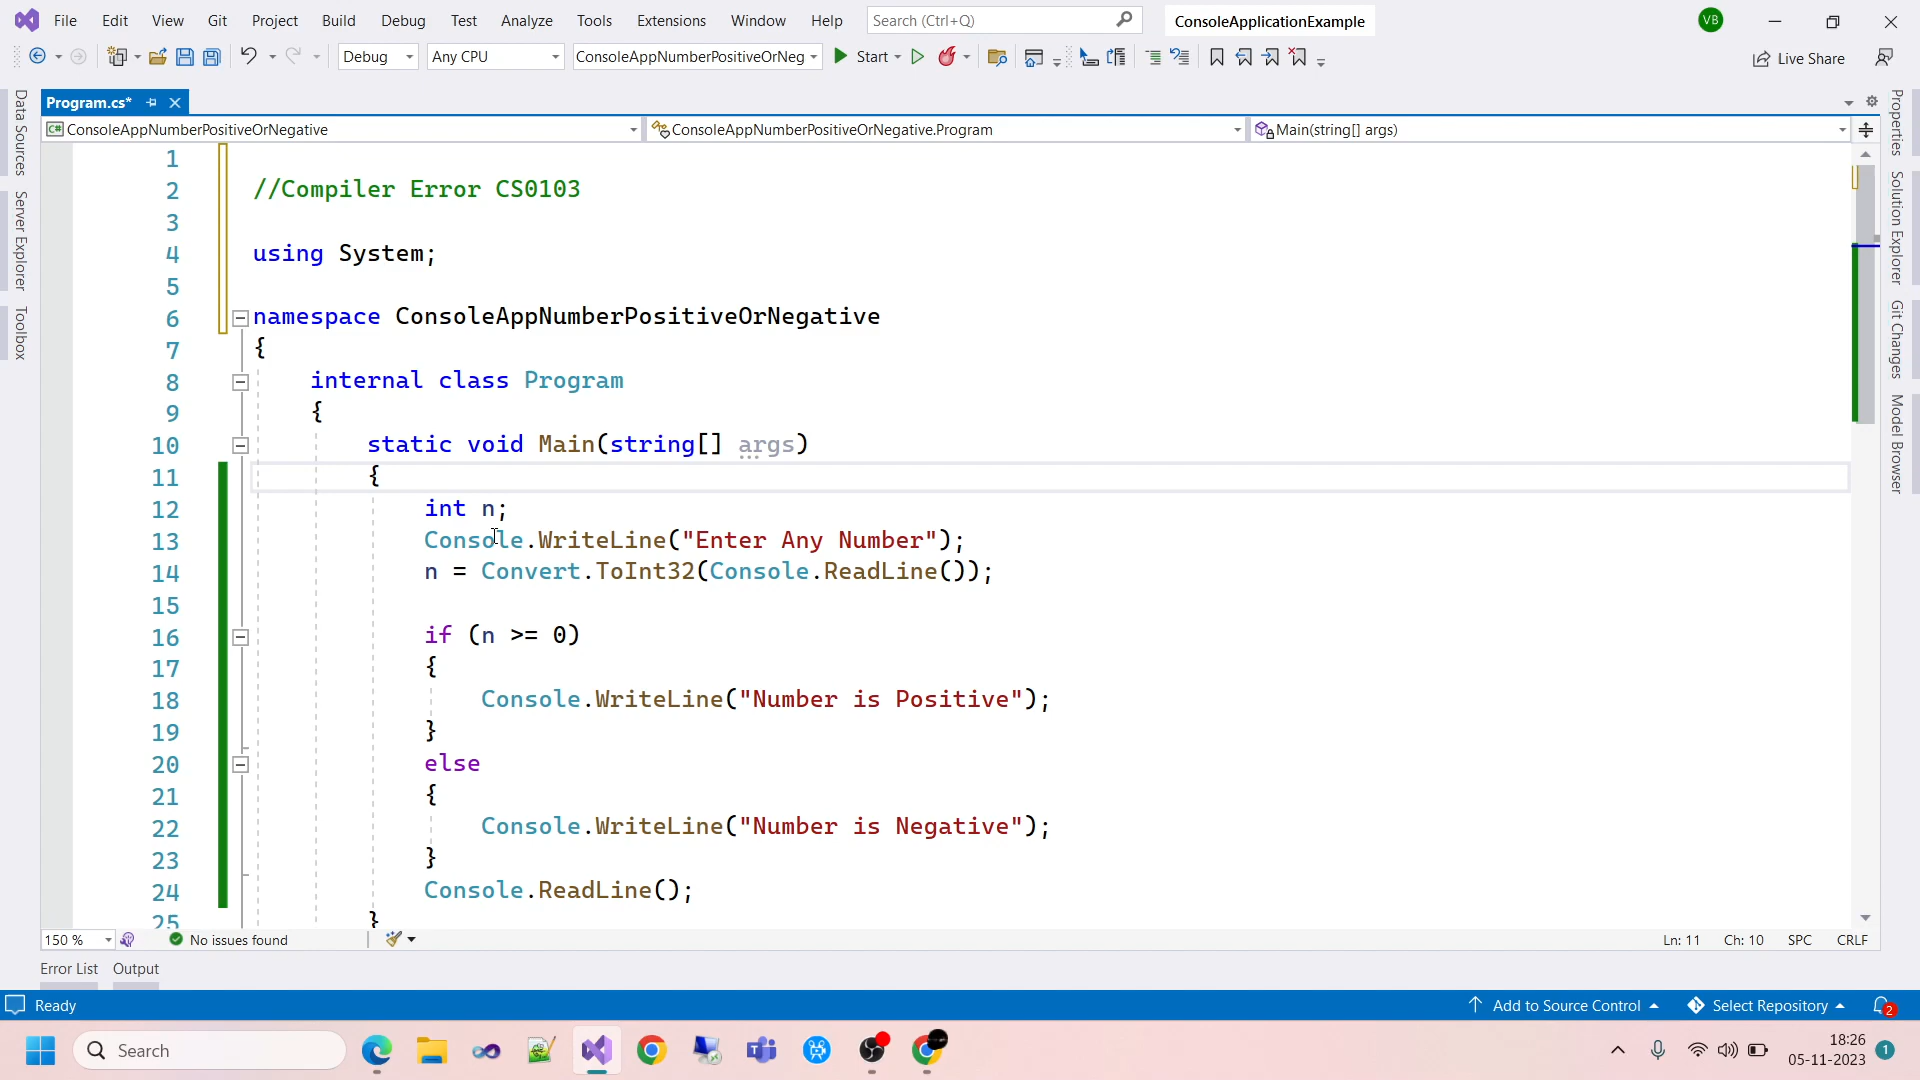 File Edit View Git Project Build Debug Test Analyze Tools Extensions Window Help Search (Ctrl+Q) ConsoleApplicationExample VB
Debug Any CPU ConsoleAppNumberPositiveOrNeg Start Live Share
Program.cs*
ConsoleAppNumberPositiveOrNegative ConsoleAppNumberPositiveOrNegative.Program Main(string[] args)
Data Sources
Server Explorer
Toolbox
Properties
Solution Explorer
Git Changes
Model Browser
1
2 //Compiler Error CS0103
3
4 using System;
5
6 namespace ConsoleAppNumberPositiveOrNegative
7 {
8 internal class Program
9 {
10 static void Main(string[] args)
11 {
12 int n;
13 Console.WriteLine("Enter Any Number");
14 n = Convert.ToInt32(Console.ReadLine());
15
16 if (n >= 0)
17 {
18 Console.WriteLine("Number is Positive");
19 }
20 else
21 {
22 Console.WriteLine("Number is Negative");
23 }
24 Console.ReadLine();
25 }
150 % No issues found Ln: 11 Ch: 10 SPC CRLF
Error List Output
Ready Add to Source Control Select Repository 2
Search 18:26
05-11-2023 1